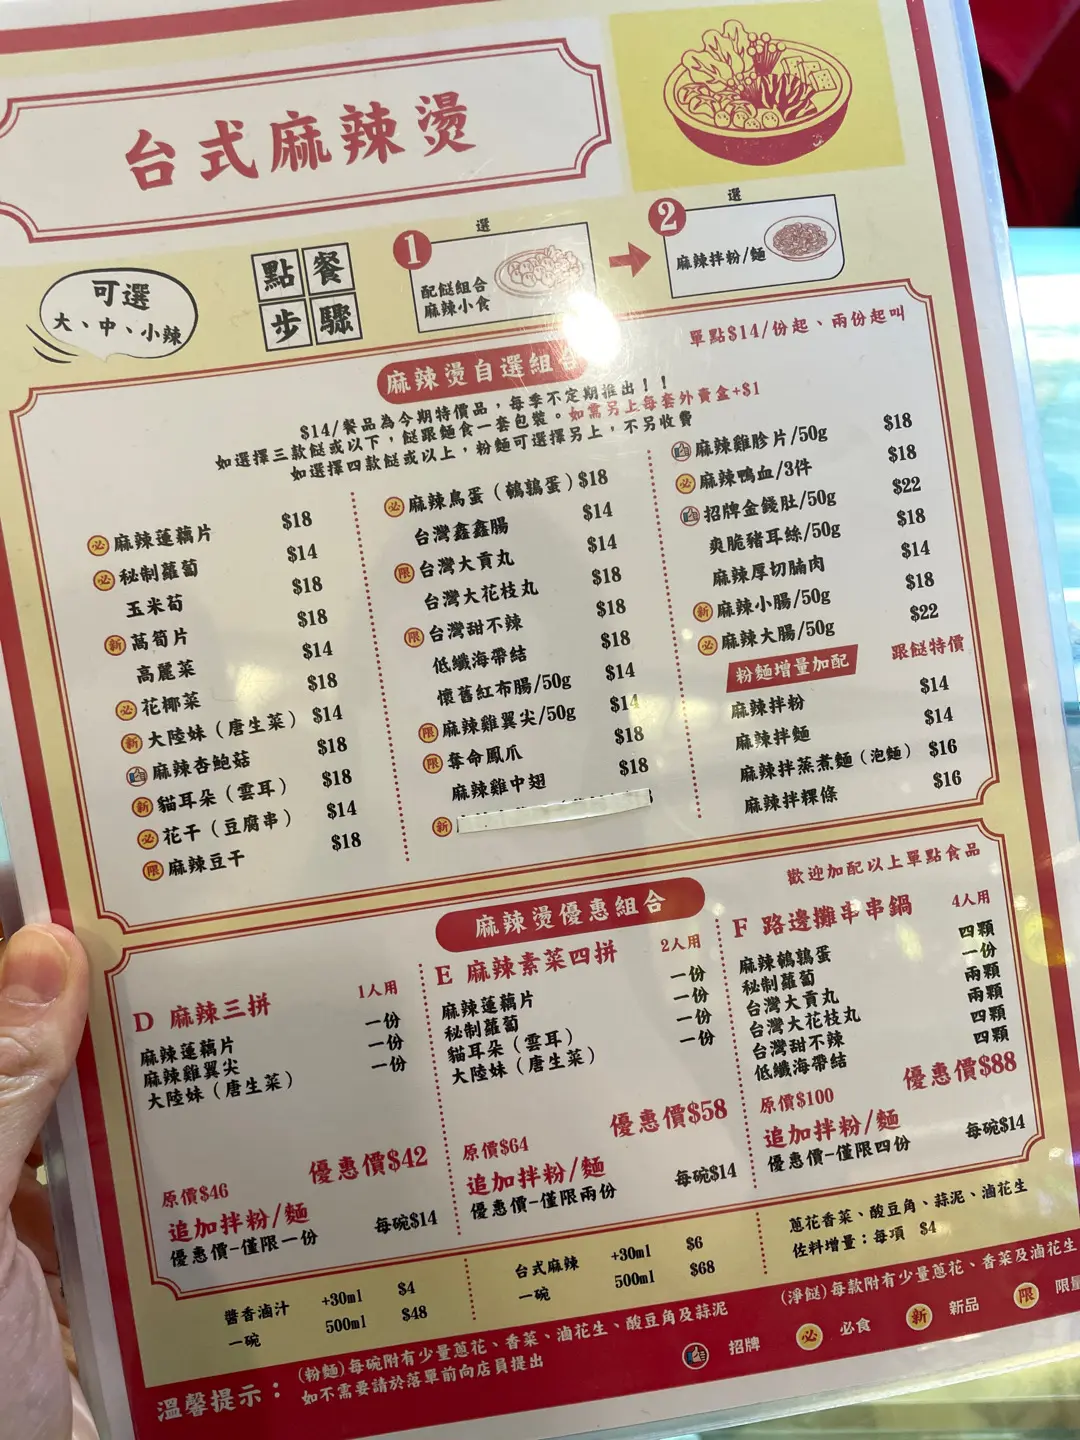 台式麻辣燙
可選
大、中、小辣
點餐
步驟
1
選
配餸組合
麻辣小食
2
選
麻辣拌粉/麵
單點$14/份起、兩份起叫
麻辣燙自選組合
$14/餐品為今期特價品，每季不定期推出！！
如選擇三款餸或以下，餸跟麵食一套包裝。如需另上每套外賣盒+$1
如選擇四款餸或以上，粉麵可選擇另上，不另收費
必 麻辣蓮藕片 $18
必 秘制蘿蔔 $14
玉米荀 $18
新 萵筍片 $18
高麗菜 $14
必 花椰菜 $18
新 大陸妹（唐生菜） $14
麻辣杏鮑菇 $18
新 貓耳朵（雲耳） $18
必 花干（豆腐串） $14
限 麻辣豆干 $18
必 麻辣鳥蛋（鵪鶉蛋） $18
台灣鑫鑫腸 $14
限 台灣大貢丸 $14
台灣大花枝丸 $18
限 台灣甜不辣 $18
低纖海帶結 $18
懷舊紅布腸/50g $14
限 麻辣雞翼尖/50g $14
限 奪命鳳爪 $18
麻辣雞中翅 $18
新
麻辣雞胗片/50g $18
必 麻辣鴨血/3件 $18
招牌金錢肚/50g $22
爽脆豬耳絲/50g $18
麻辣厚切腩肉 $14
新 麻辣小腸/50g $18
必 麻辣大腸/50g $22
粉麵增量加配 跟餸特價
麻辣拌粉 $14
麻辣拌麵 $14
麻辣拌蒸煮麵（泡麵） $16
麻辣拌粿條 $16
歡迎加配以上單點食品
麻辣燙優惠組合
D 麻辣三拼 1人用
麻辣蓮藕片 一份
麻辣雞翼尖 一份
大陸妹（唐生菜） 一份
優惠價$42
原價$46
追加拌粉/麵
優惠價-僅限一份 每碗$14
E 麻辣素菜四拼 2人用
麻辣蓮藕片 一份
秘制蘿蔔 一份
貓耳朵（雲耳） 一份
大陸妹（唐生菜） 一份
優惠價$58
原價$64
追加拌粉/麵
優惠價-僅限兩份 每碗$14
F 路邊攤串串鍋 4人用
麻辣鵪鶉蛋 四顆
秘制蘿蔔 一份
台灣大貢丸 兩顆
台灣大花枝丸 兩顆
台灣甜不辣 四顆
低纖海帶結 四顆
優惠價$88
原價$100
追加拌粉/麵
優惠價-僅限四份 每碗$14
醬香滷汁 +30ml $4
一碗 500ml $48
台式麻辣 +30ml $6
一碗 500ml $68
蔥花香菜、酸豆角、蒜泥、滷花生
佐料增量：每項 $4
溫馨提示：
(粉麵)每碗附有少量蔥花、香菜、滷花生、酸豆角及蒜泥
如不需要請於落單前向店員提出
(淨餸)每款附有少量蔥花、香菜及滷花生
招牌 必 必食 新 新品 限 限量